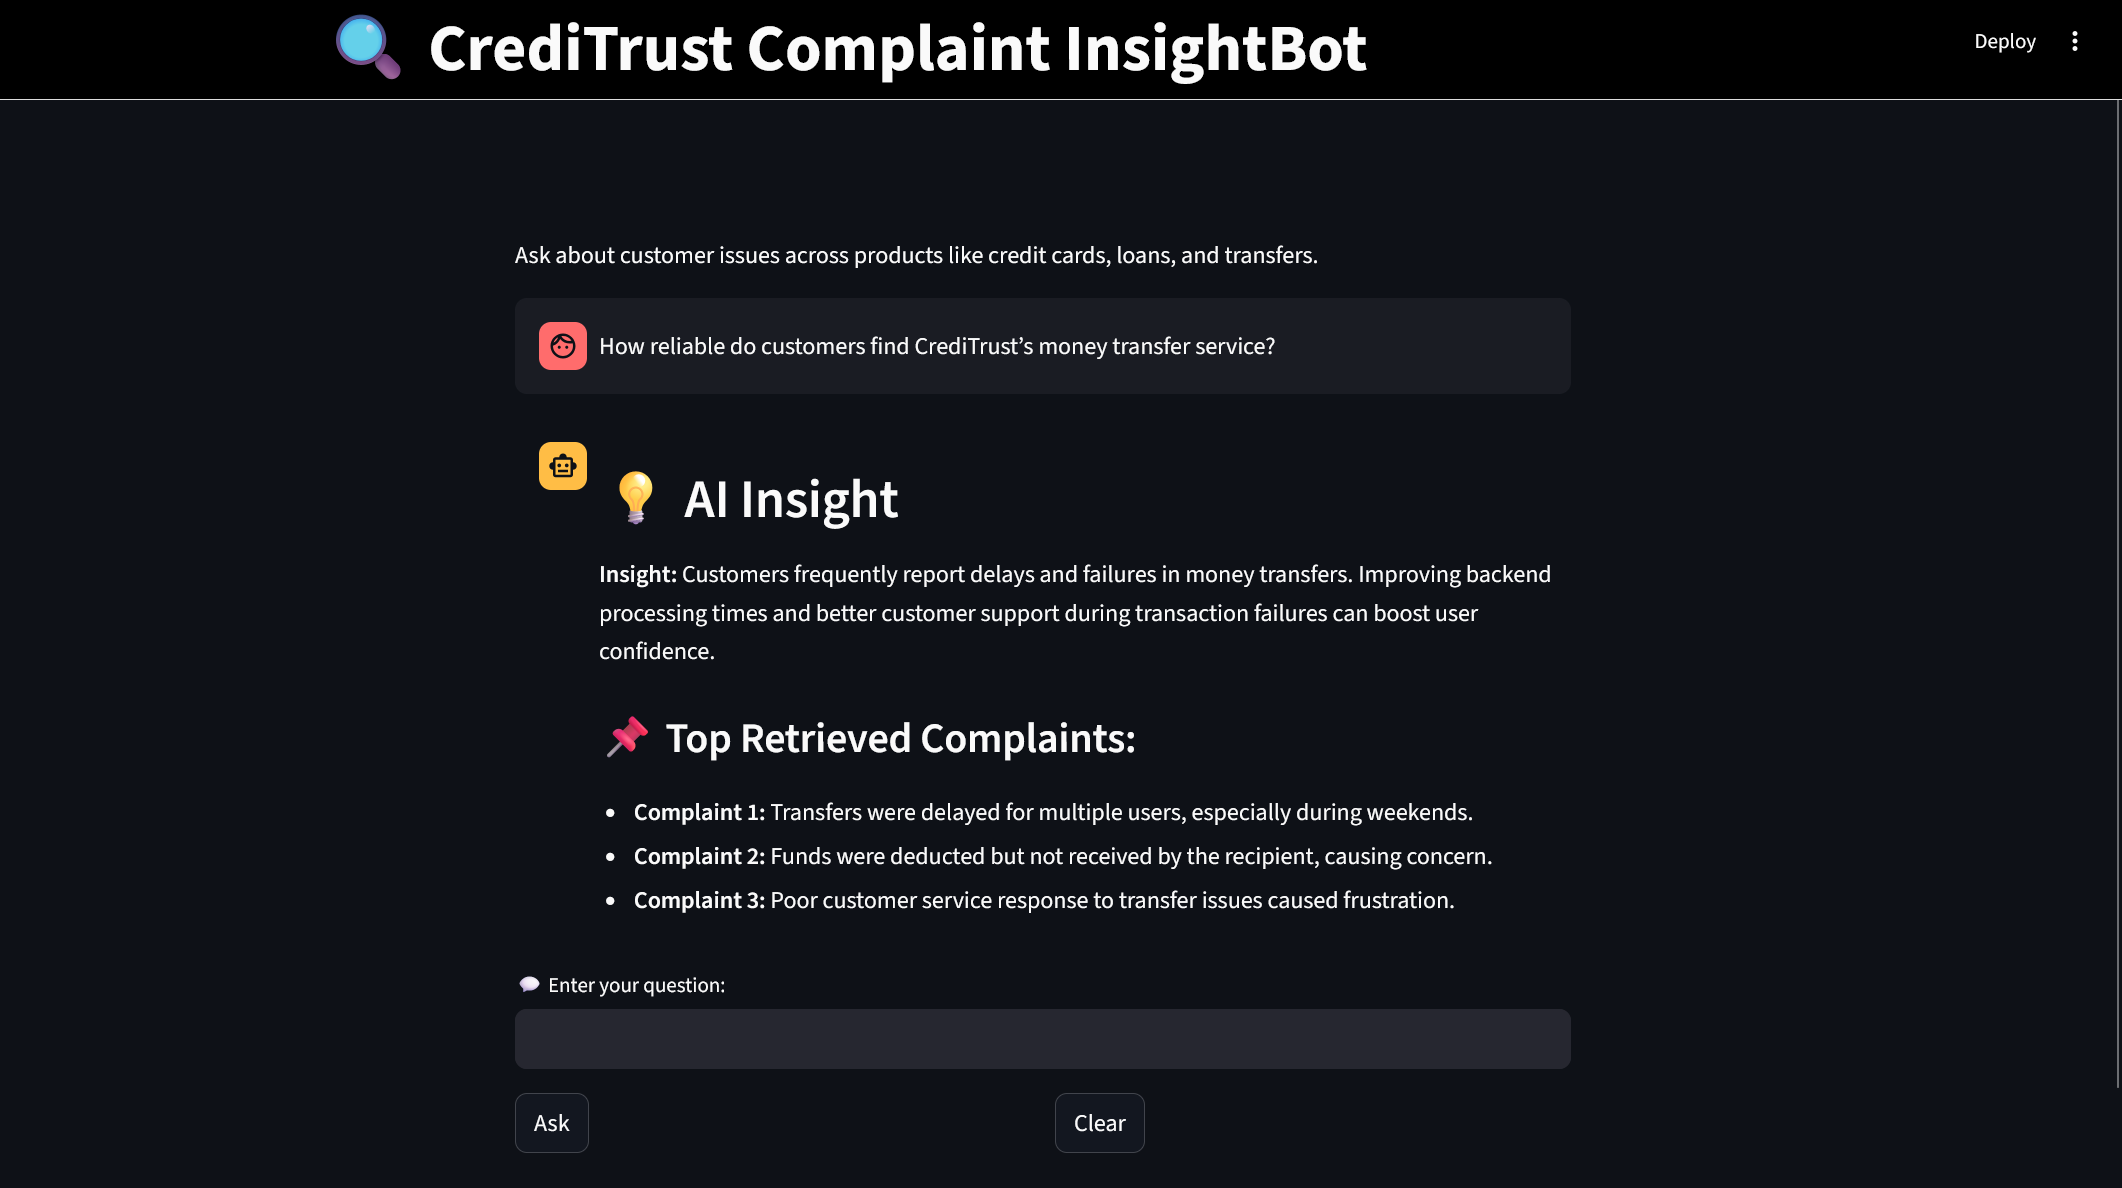 CrediTrust Complaint InsightBot
Deploy
Ask about customer issues across products like credit cards, loans, and transfers.
How reliable do customers find CrediTrust’s money transfer service?
AI Insight
Insight: Customers frequently report delays and failures in money transfers. Improving backend
processing times and better customer support during transaction failures can boost user
confidence.
Top Retrieved Complaints:
• Complaint 1: Transfers were delayed for multiple users, especially during weekends.
• Complaint 2: Funds were deducted but not received by the recipient, causing concern.
• Complaint 3: Poor customer service response to transfer issues caused frustration.
Enter your question:
Ask
Clear